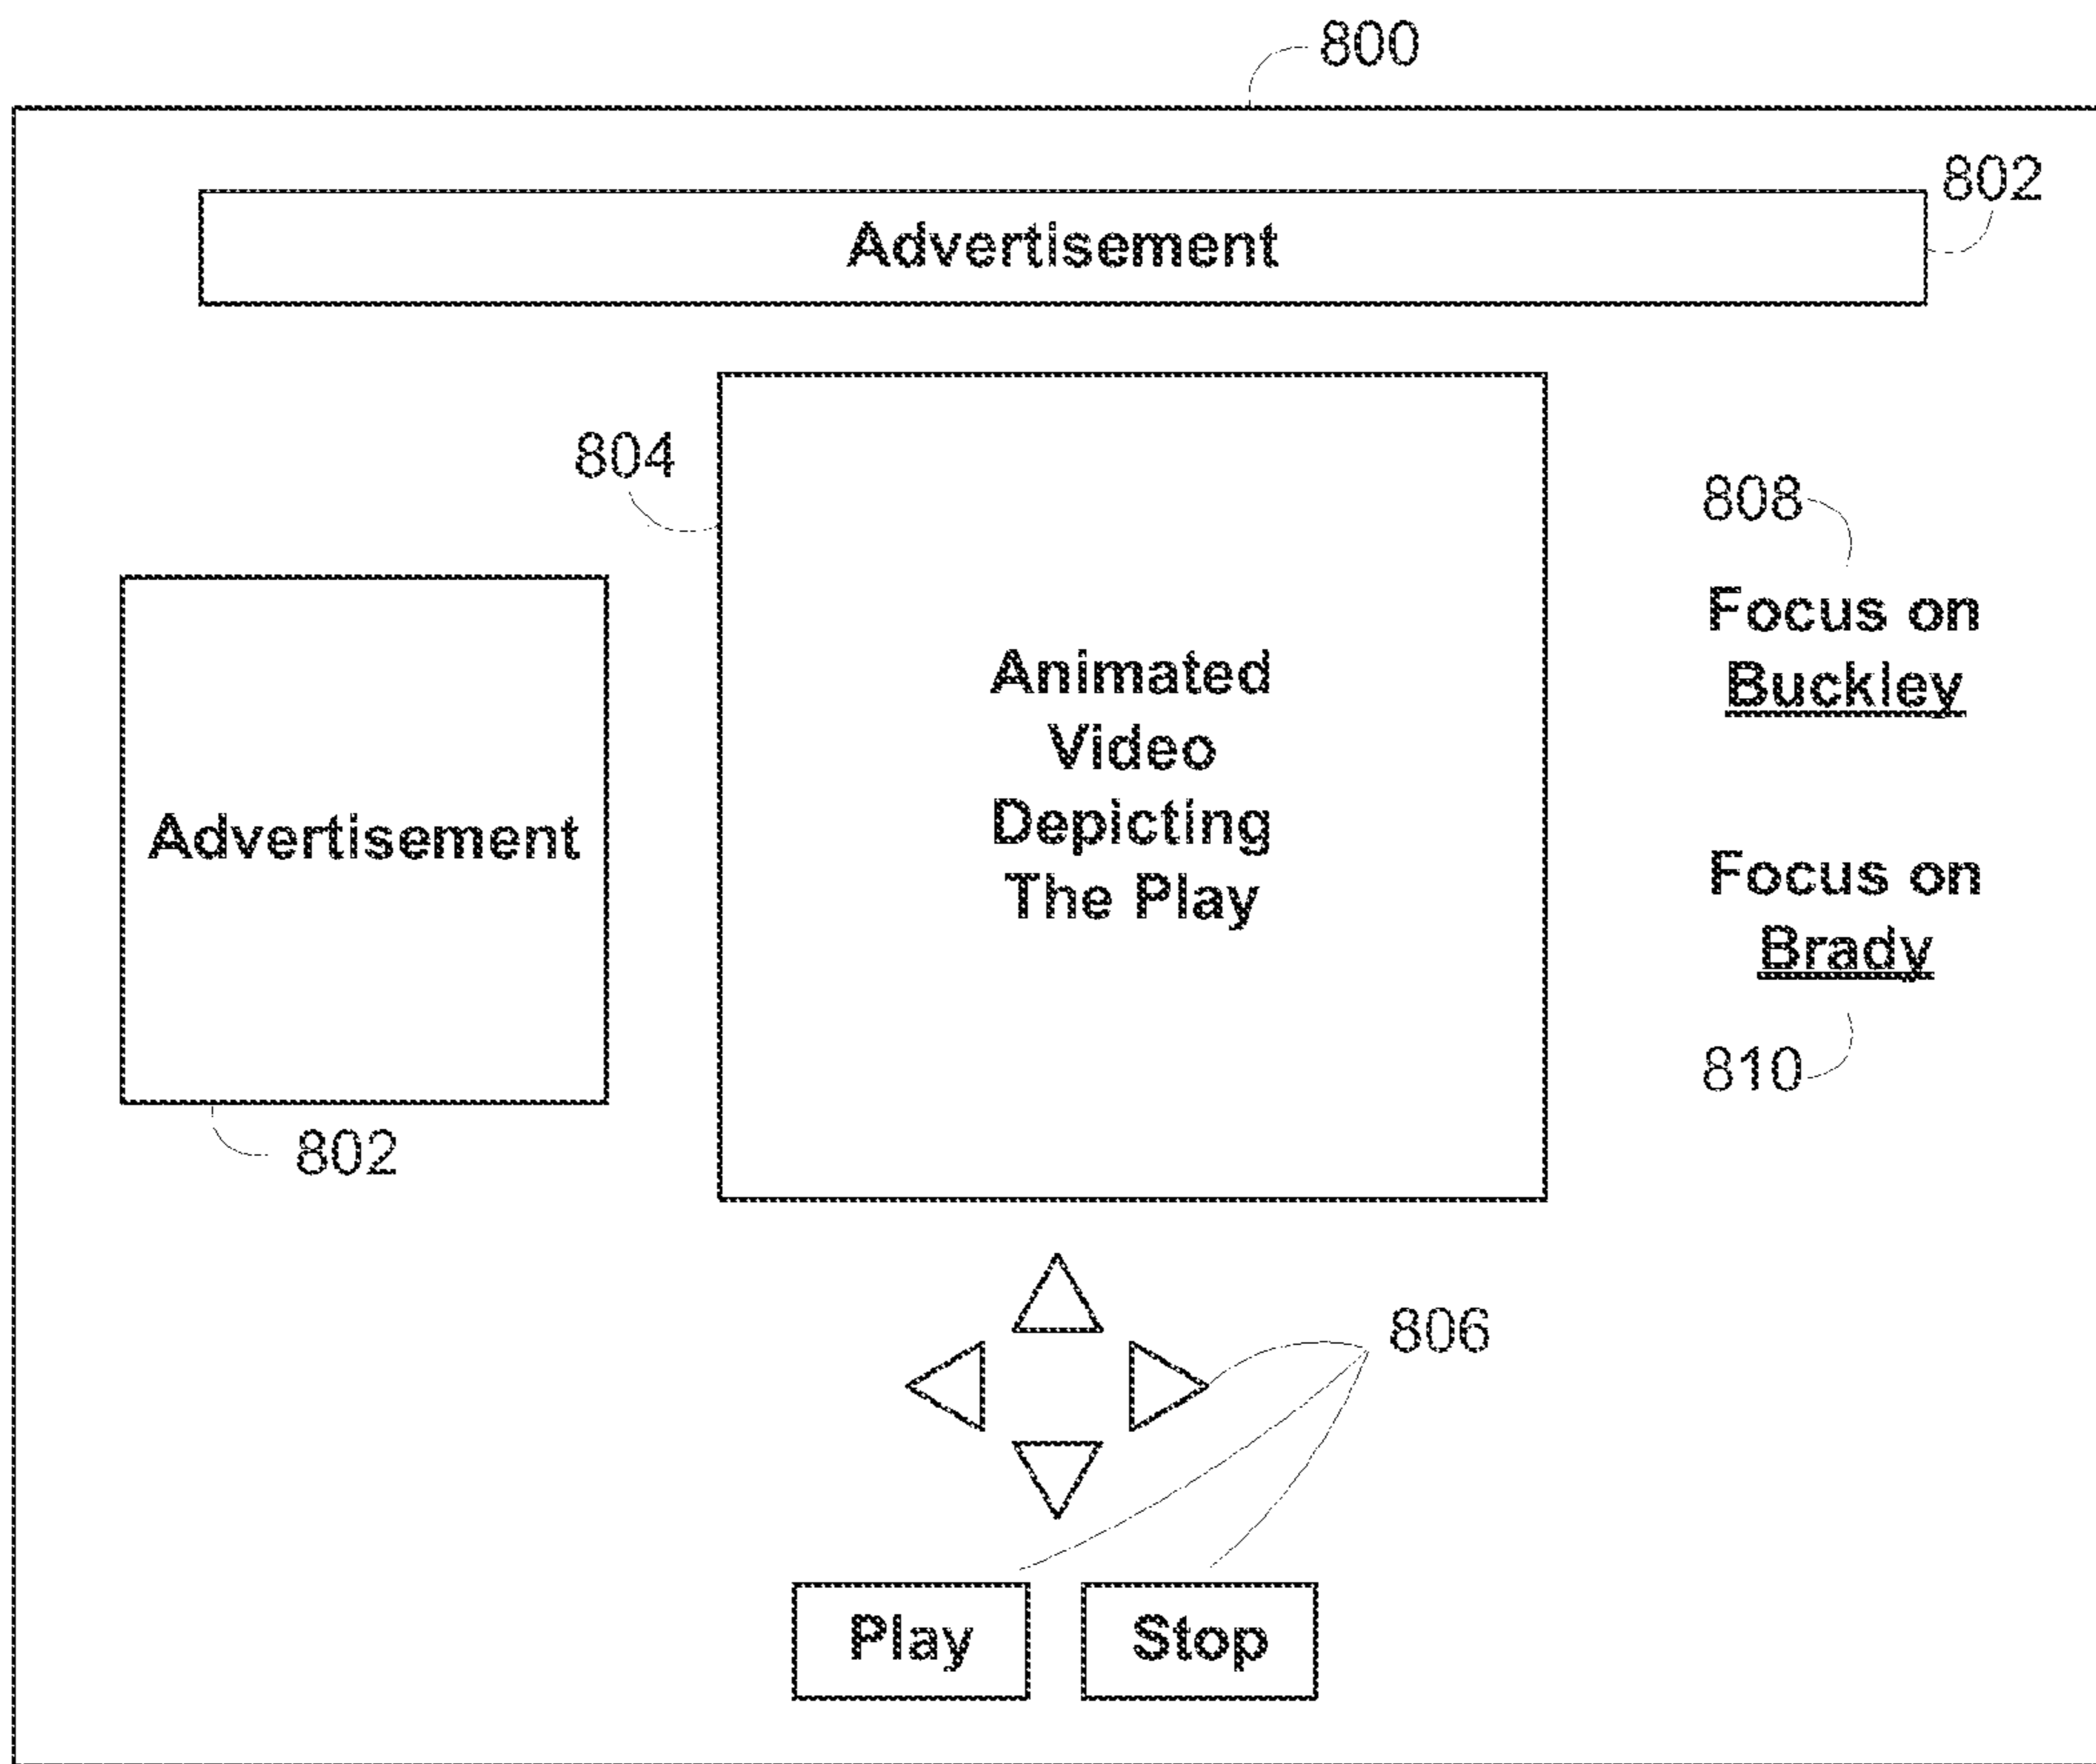 800
802
Advertisement
804
808
Focus on
Buckley
Animated
Video
Depicting
The Play
Advertisement
Focus on
Brady
810
802
806
Play
Stop